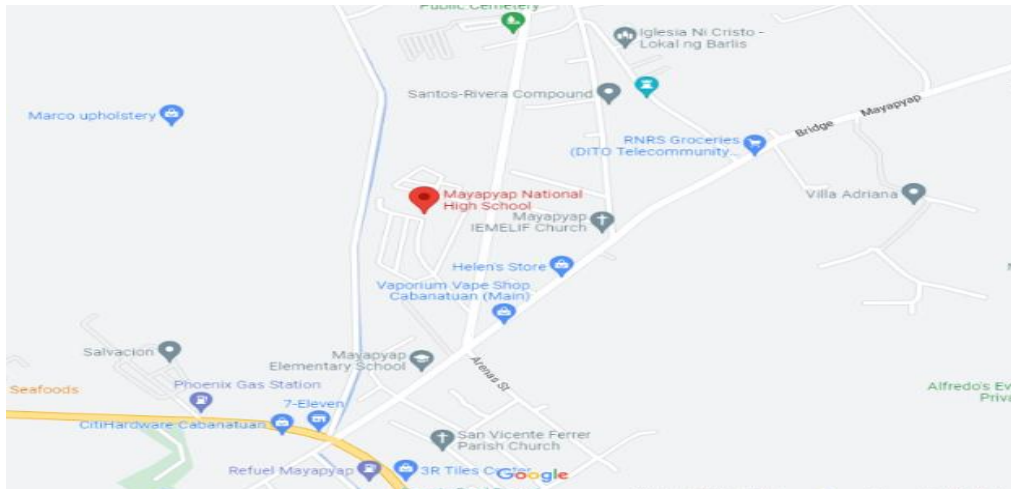 Public Cemetery
Iglesia Ni Cristo -
Lokal ng Barlis
Santos-Rivera Compound
Marco upholstery
Mayapyap
Bridge
RNRS Groceries
(DITO Telecommunity...
Mayapyap National
High School
Villa Adriana
Mayapyap
IEMELIF Church
Helen's Store
Vaporium Vape Shop
Cabanatuan (Main)
Salvacion
Mayapyap
Elementary School
Arenas St
Seafoods
Phoenix Gas Station
Alfredo's Ev
Priva
7-Eleven
CitiHardware Cabanatuan
San Vicente Ferrer
Parish Church
Refuel Mayapyap
3R Tiles Center
Google